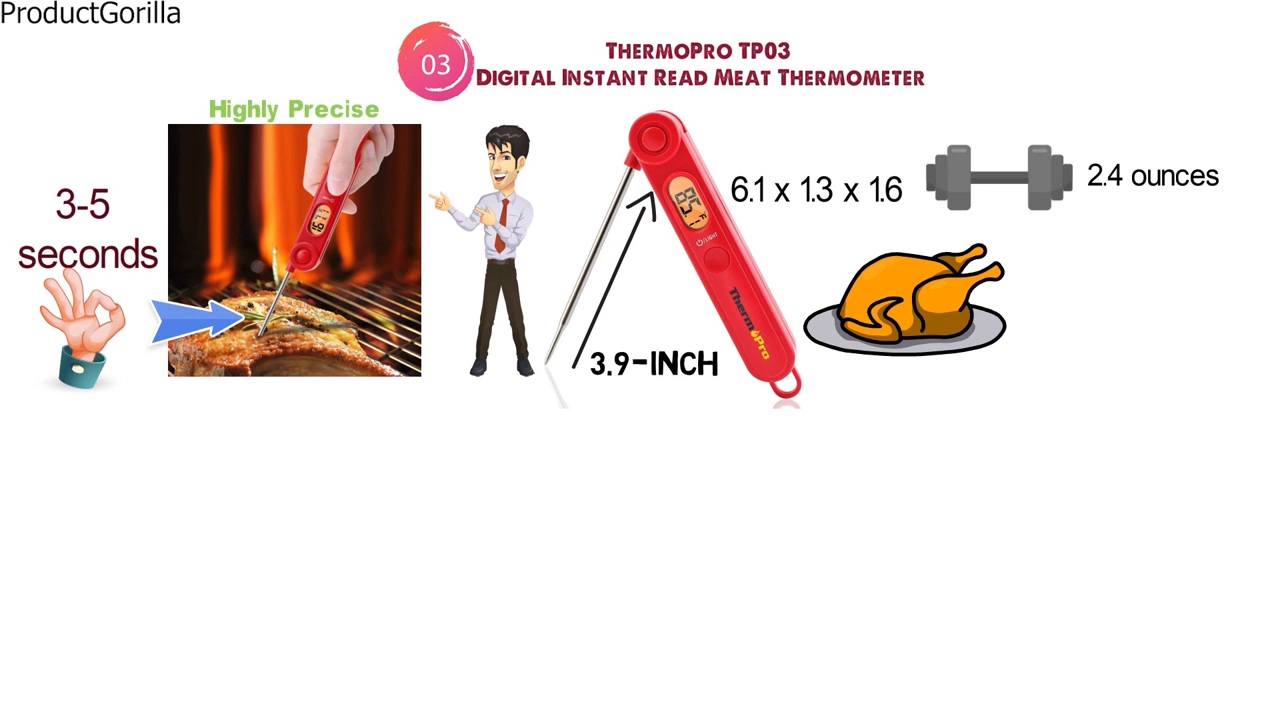 ProductGorilla
03
THERMOPRO TP03
DIGITAL INSTANT READ MEAT THERMOMETER
Highly Precise
3-5
seconds
6.1 x 1.3 x 1.6
2.4 ounces
/LIGHT
ThermoPro
3.9-INCH